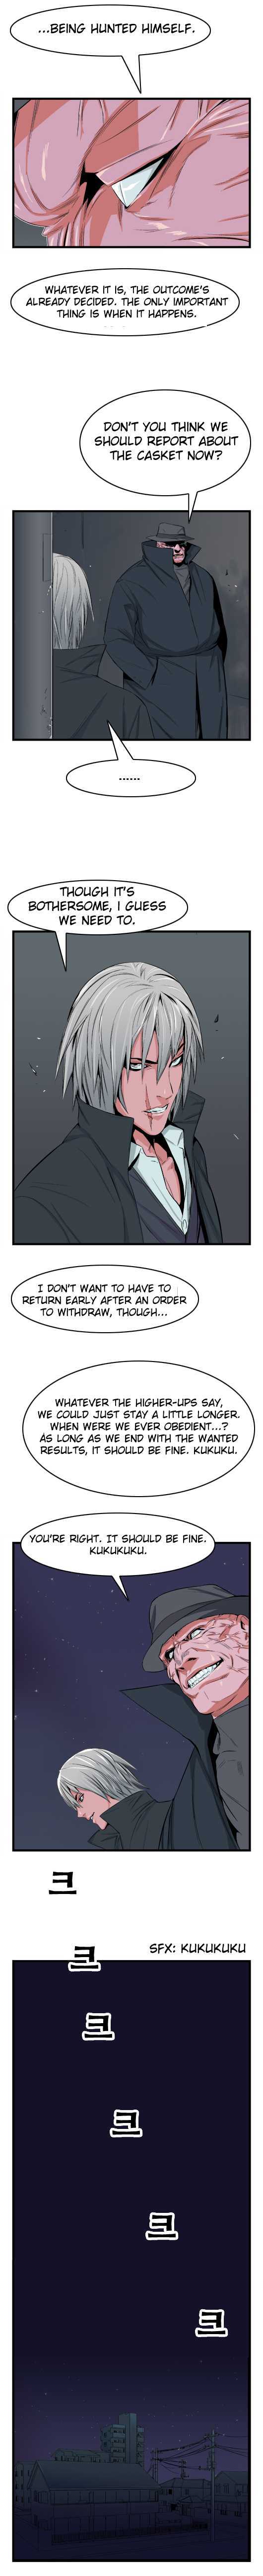 ...BEING HUNTED HIMSELF.
WHATEVER IT IS, THE OUTCOME'S
ALREADY DECIDED. THE ONLY IMPORTANT
THING IS WHEN IT HAPPENS.
DON'T YOU THINK WE
SHOULD REPORT ABOUT
THE CASKET NOW?
......
THOUGH IT'S
BOTHERSOME, I GUESS
WE NEED TO.
I DON'T WANT TO HAVE TO
RETURN EARLY AFTER AN ORDER
TO WITHDRAW, THOUGH...
WHATEVER THE HIGHER-UPS SAY,
WE COULD JUST STAY A LITTLE LONGER.
WHEN WERE WE EVER OBEDIENT...?
AS LONG AS WE END WITH THE WANTED
RESULTS, IT SHOULD BE FINE. KUKUKU.
YOU'RE RIGHT. IT SHOULD BE FINE.
KUKUKUKU.
크
크
SFX: KUKUKUKU
크
크
크
크